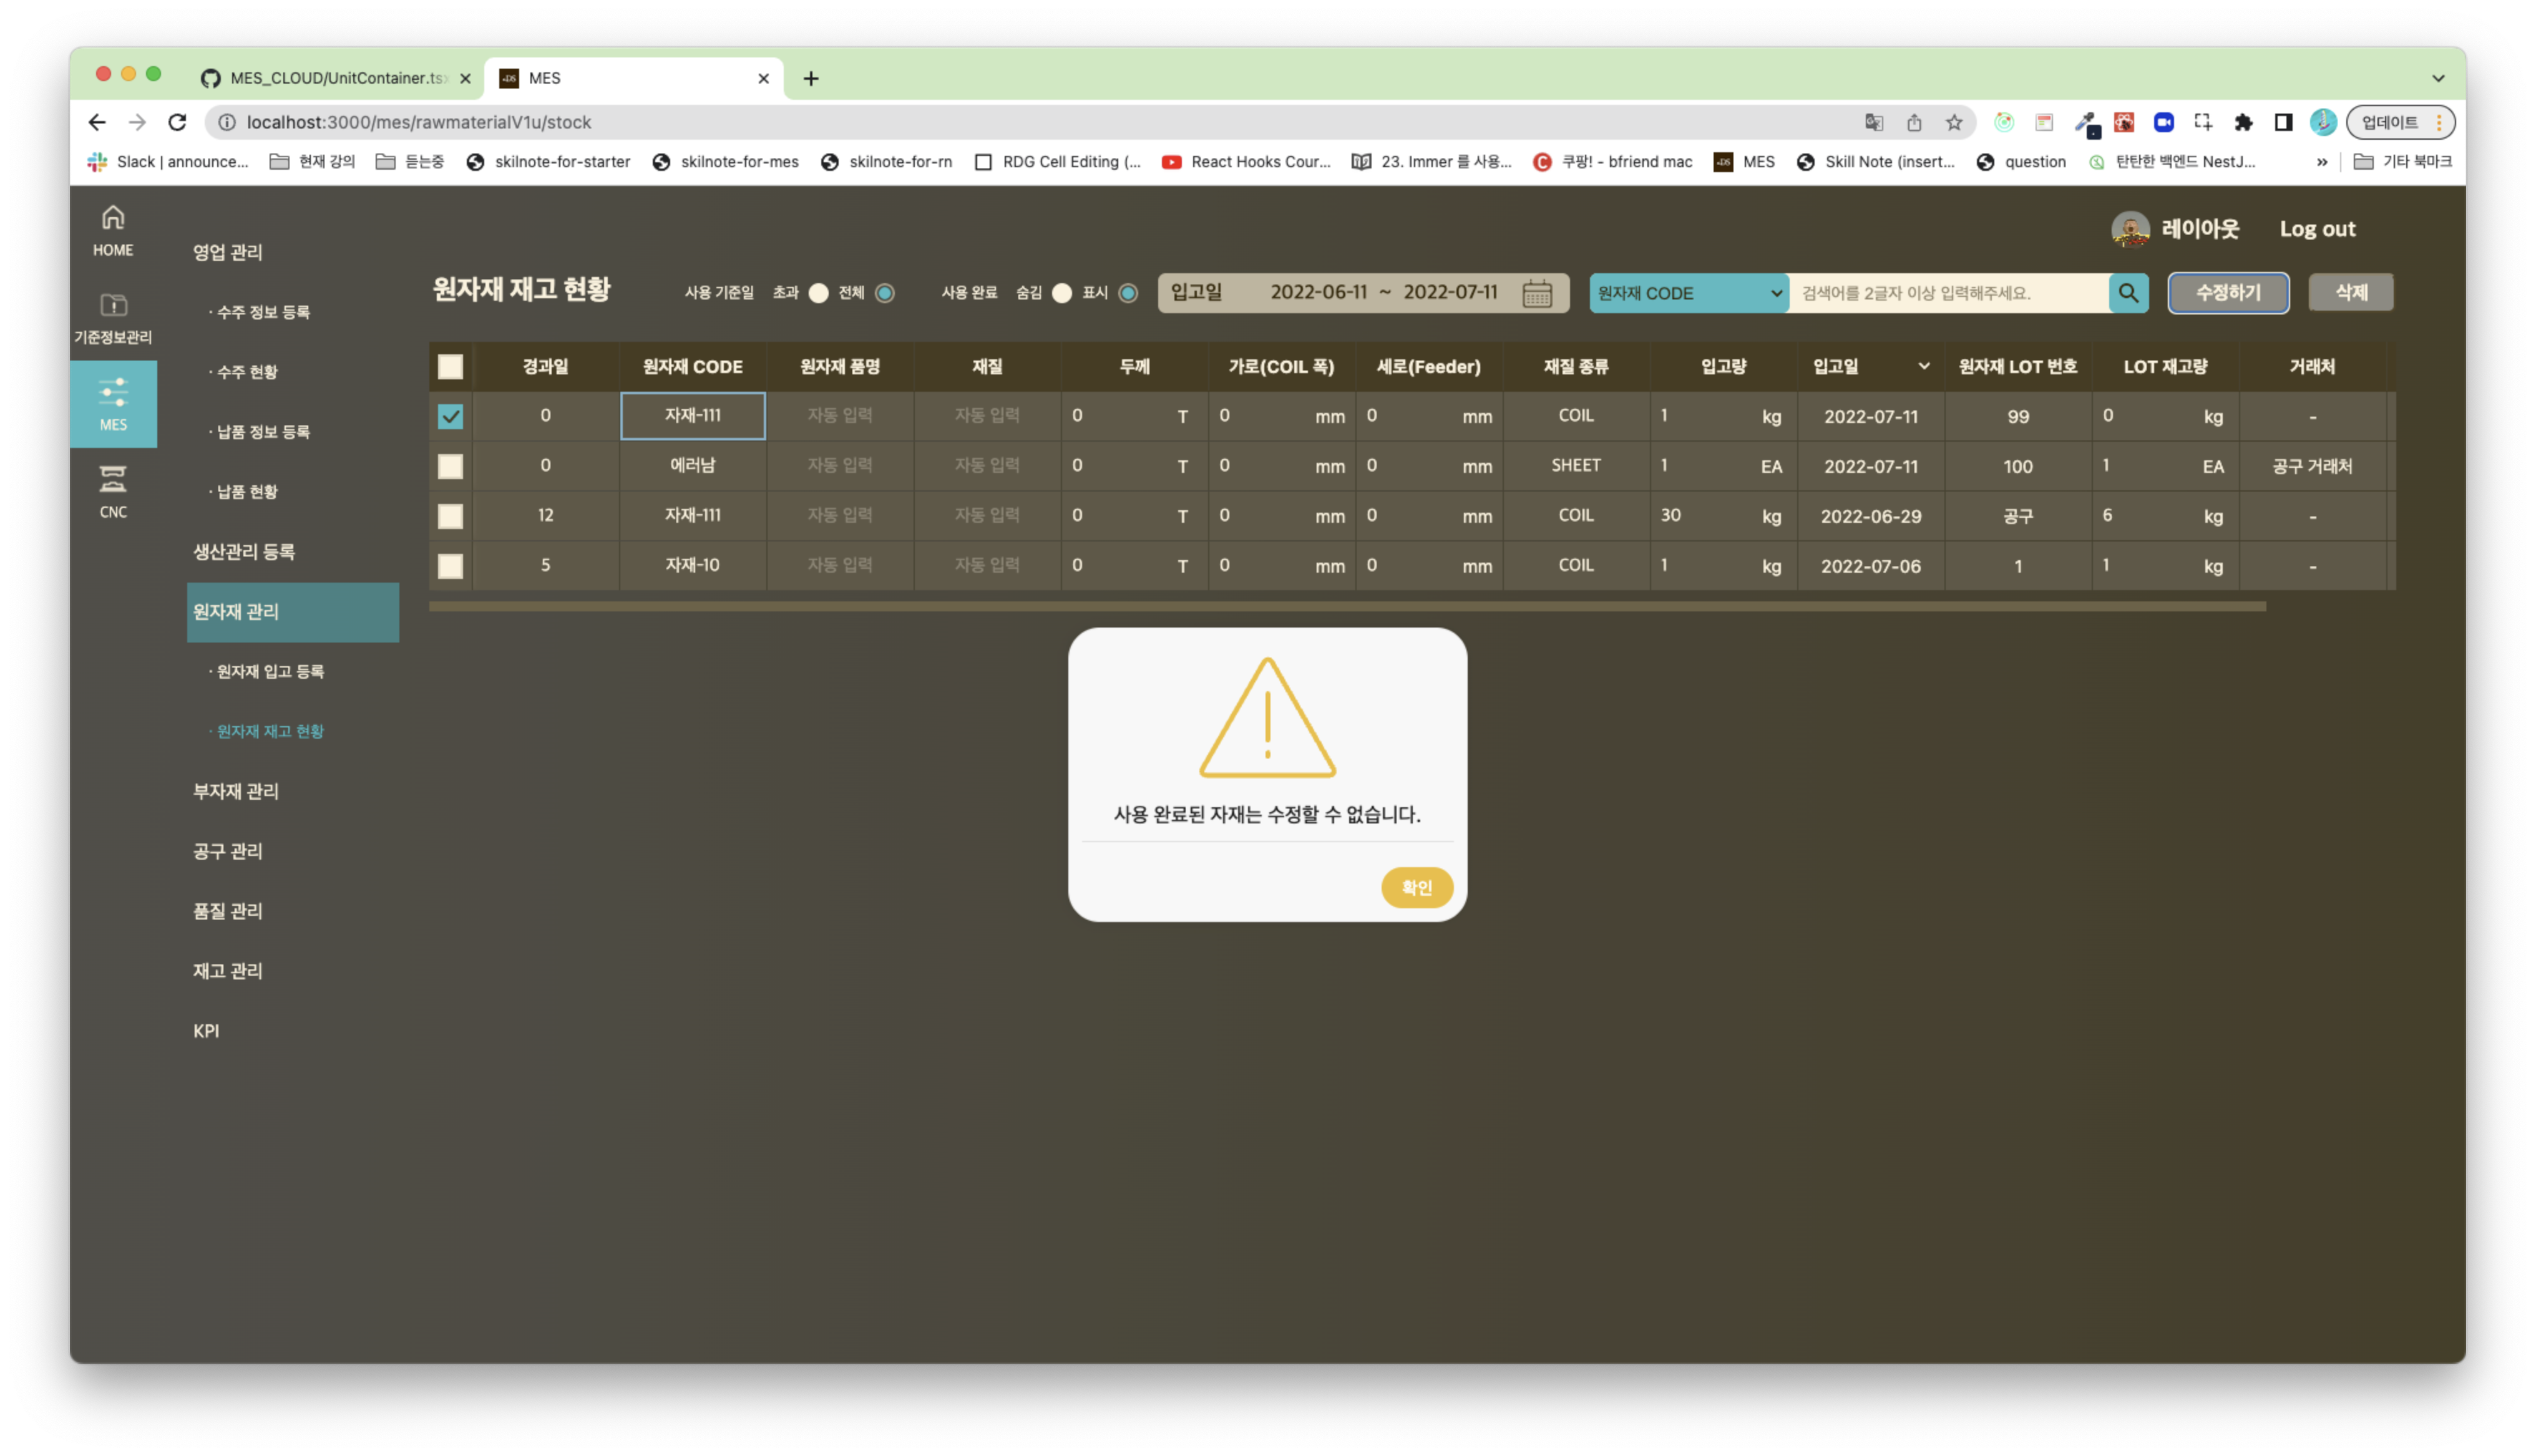 MES_CLOUD/UnitContainer.ts
MES
localhost:3000/mes/rawmaterialV1u/stock
업데이트
Slack | announce... 현재 강의 듣는중 skilnote-for-starter skilnote-for-mes skilnote-for-rn RDG Cell Editing (... React Hooks Cour... 23. Immer 를 사용... 쿠팡! - bfriend mac MES Skill Note (insert... question 탄탄한 백엔드 NestJ... » 기타 북마크
HOME
기준정보관리
MES
CNC
영업 관리
· 수주 정보 등록
· 수주 현황
· 납품 정보 등록
· 납품 현황
생산관리 등록
원자재 관리
· 원자재 입고 등록
· 원자재 재고 현황
부자재 관리
공구 관리
품질 관리
재고 관리
KPI
레이아웃 Log out
원자재 재고 현황 사용 기준일 초과 전체 사용 완료 숨김 표시 입고일 2022-06-11 ~ 2022-07-11 원자재 CODE 검색어를 2글자 이상 입력해주세요. 수정하기 삭제
경과일 원자재 CODE 원자재 품명 재질 두께 가로(COIL 폭) 세로(Feeder) 재질 종류 입고량 입고일 원자재 LOT 번호 LOT 재고량 거래처
0 자재-111 자동 입력 자동 입력 0 T 0 mm 0 mm COIL 1 kg 2022-07-11 99 0 kg -
0 에러남 자동 입력 자동 입력 0 T 0 mm 0 mm SHEET 1 EA 2022-07-11 100 1 EA 공구 거래처
12 자재-111 자동 입력 자동 입력 0 T 0 mm 0 mm COIL 30 kg 2022-06-29 공구 6 kg -
5 자재-10 자동 입력 자동 입력 0 T 0 mm 0 mm COIL 1 kg 2022-07-06 1 1 kg -
사용 완료된 자재는 수정할 수 없습니다.
확인